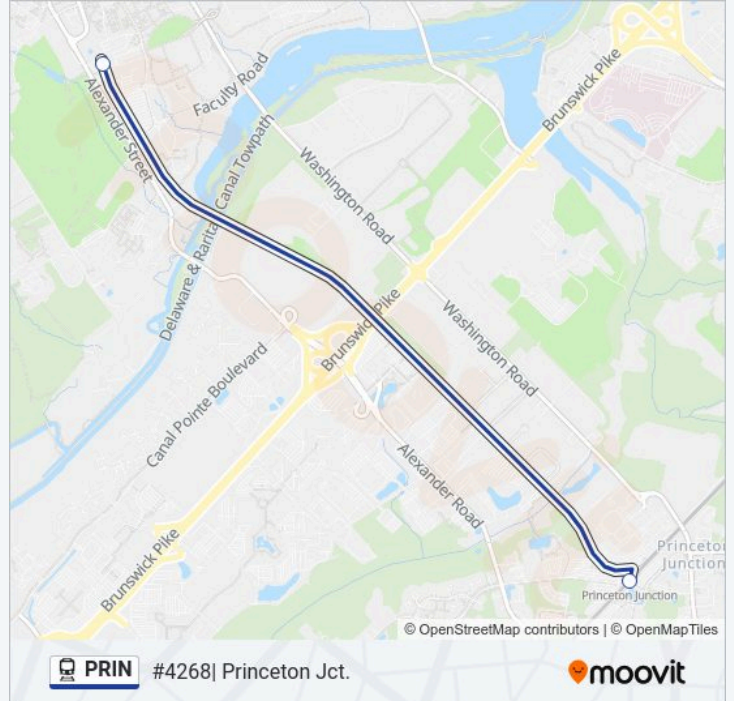 Faculty Road
Brunswick Pike
Alexander Street
Delaware & Raritan Canal Towpath
Washington Road
Brunswick Pike
Washington Road
Canal Pointe Boulevard
Alexander Road
Brunswick Pike
Princeton
Junction
Princeton Junction
© OpenStreetMap contributors | © OpenMapTiles
PRIN #4268| Princeton Jct.
moovit